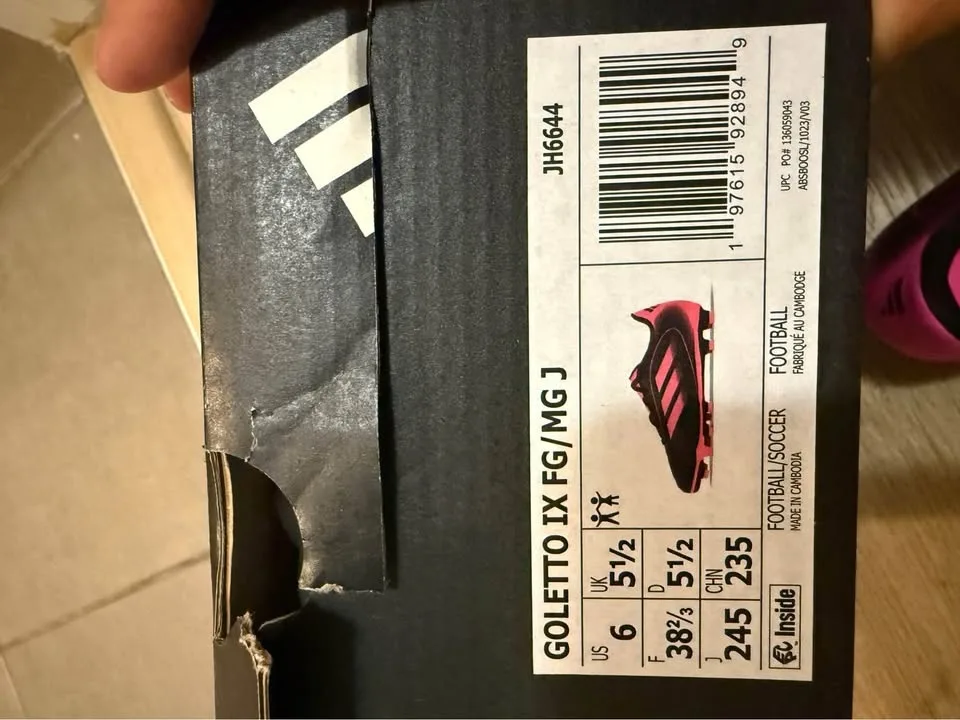 GOLETTO IX FG/MG J
JH6644
US
6
UK
5½
F
38⅔
D
5½
J
245
CHN
235
1 97615 92894 9
Inside
FOOTBALL/SOCCER
FOOTBALL
MADE IN CAMBODIA
FABRIQUÉ AU CAMBODGE
UPC PO# 136059043
ABSBOOSL/1023/V03